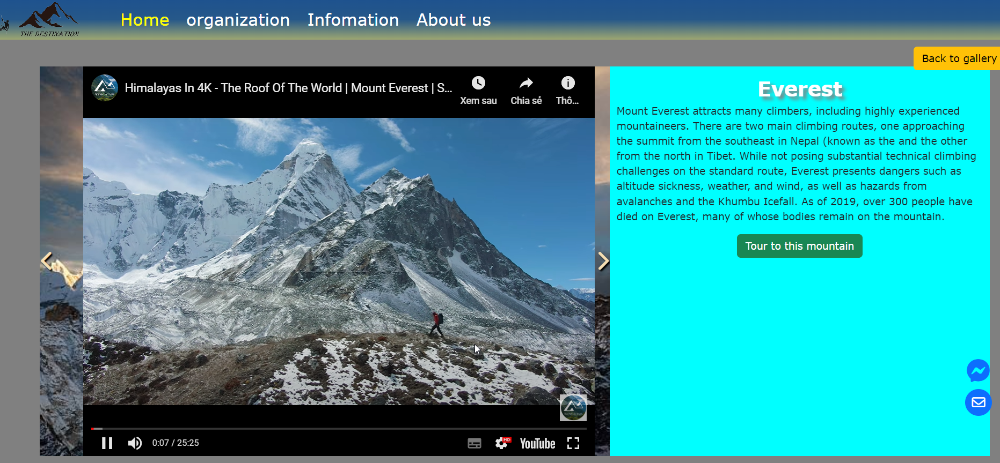 THE DESTINATION
Home organization Infomation About us
Back to gallery
Himalayas In 4K - The Roof Of The World | Mount Everest | S...
Xem sau Chia sẻ Thô...
Everest
Mount Everest attracts many climbers, including highly experienced
mountaineers. There are two main climbing routes, one approaching
the summit from the southeast in Nepal (known as the and the other
from the north in Tibet. While not posing substantial technical climbing
challenges on the standard route, Everest presents dangers such as
altitude sickness, weather, and wind, as well as hazards from
avalanches and the Khumbu Icefall. As of 2019, over 300 people have
died on Everest, many of whose bodies remain on the mountain.
Tour to this mountain
0:07 / 25:25
HD
YouTube